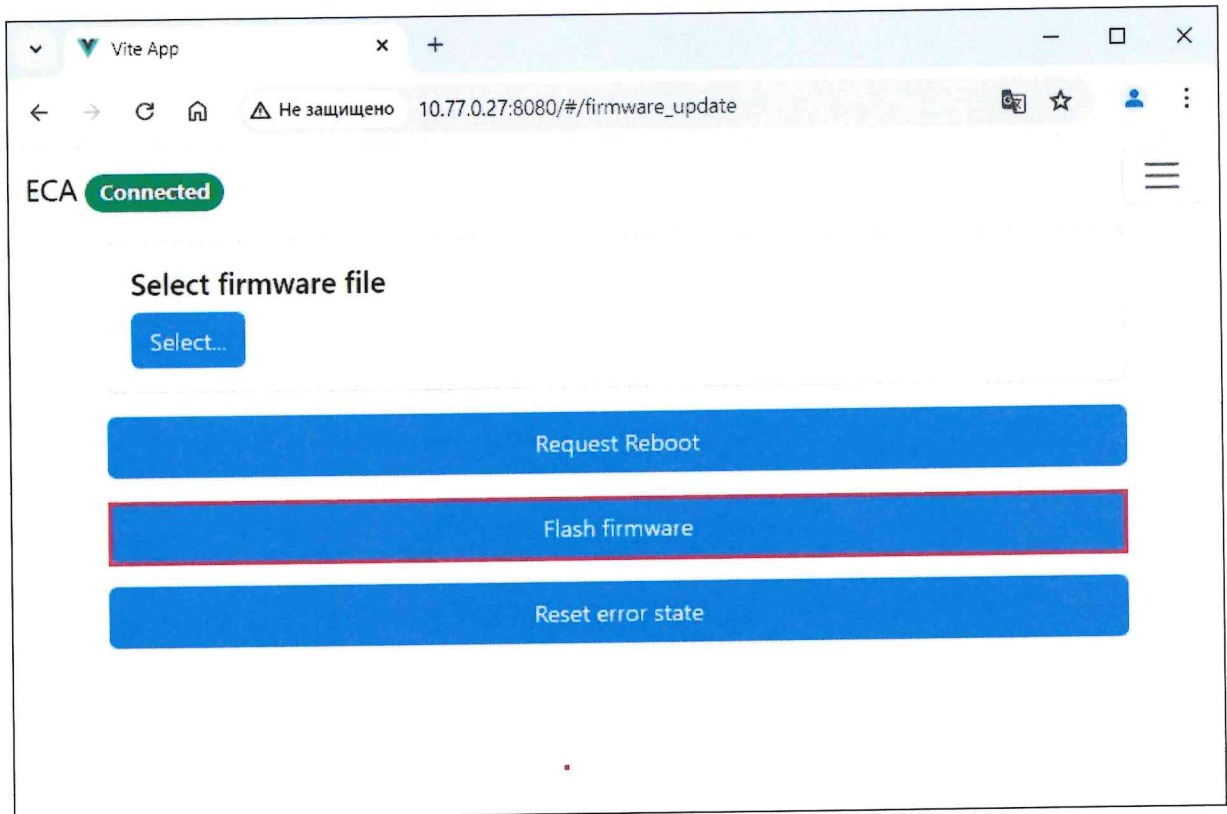 Vite App
Не защищено 10.77.0.27:8080/#/firmware_update
ECA Connected
Select firmware file
Select...
Request Reboot
Flash firmware
Reset error state